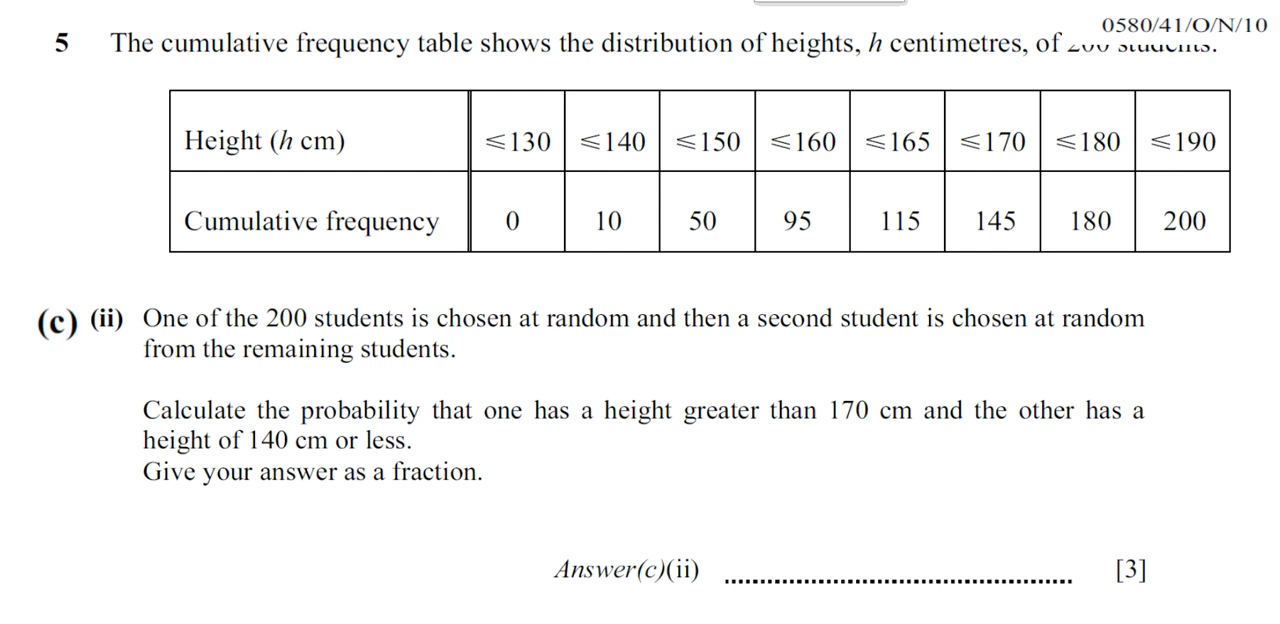 0580/41/O/N/10
5 The cumulative frequency table shows the distribution of heights, h centimetres, of 200 students.
Height (h cm) ⩽130 ⩽140 ⩽150 ⩽160 ⩽165 ⩽170 ⩽180 ⩽190
Cumulative frequency 0 10 50 95 115 145 180 200
(c) (ii) One of the 200 students is chosen at random and then a second student is chosen at random
from the remaining students.
Calculate the probability that one has a height greater than 170 cm and the other has a
height of 140 cm or less.
Give your answer as a fraction.
Answer(c)(ii) ................................................ [3]